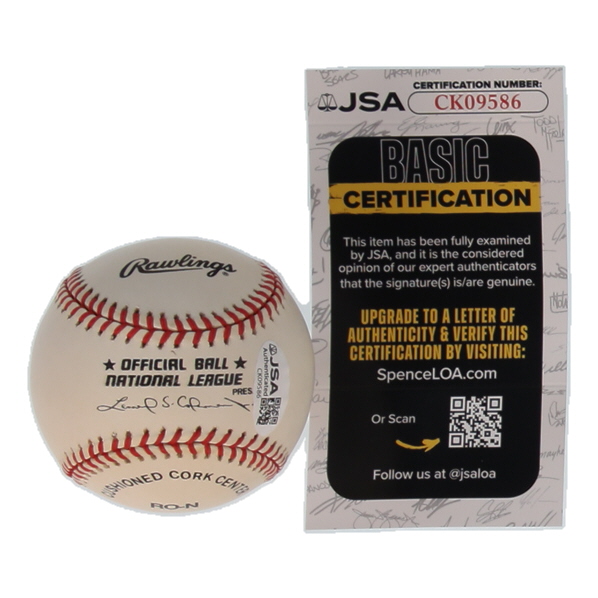 Rawlings
★ OFFICIAL BALL ★
NATIONAL LEAGUE
PRES.
CUSHIONED CORK CENTER
RO-N
JSA
Authenticated
CK09586
JSA
CERTIFICATION NUMBER:
CK09586
BASIC
CERTIFICATION
This item has been fully examined
by JSA, and it is the considered
opinion of our expert authenticators
that the signature(s) is/are genuine.
UPGRADE TO A LETTER OF
AUTHENTICITY & VERIFY THIS
CERTIFICATION BY VISITING:
SpenceLOA.com
Or Scan
Follow us at @jsaloa